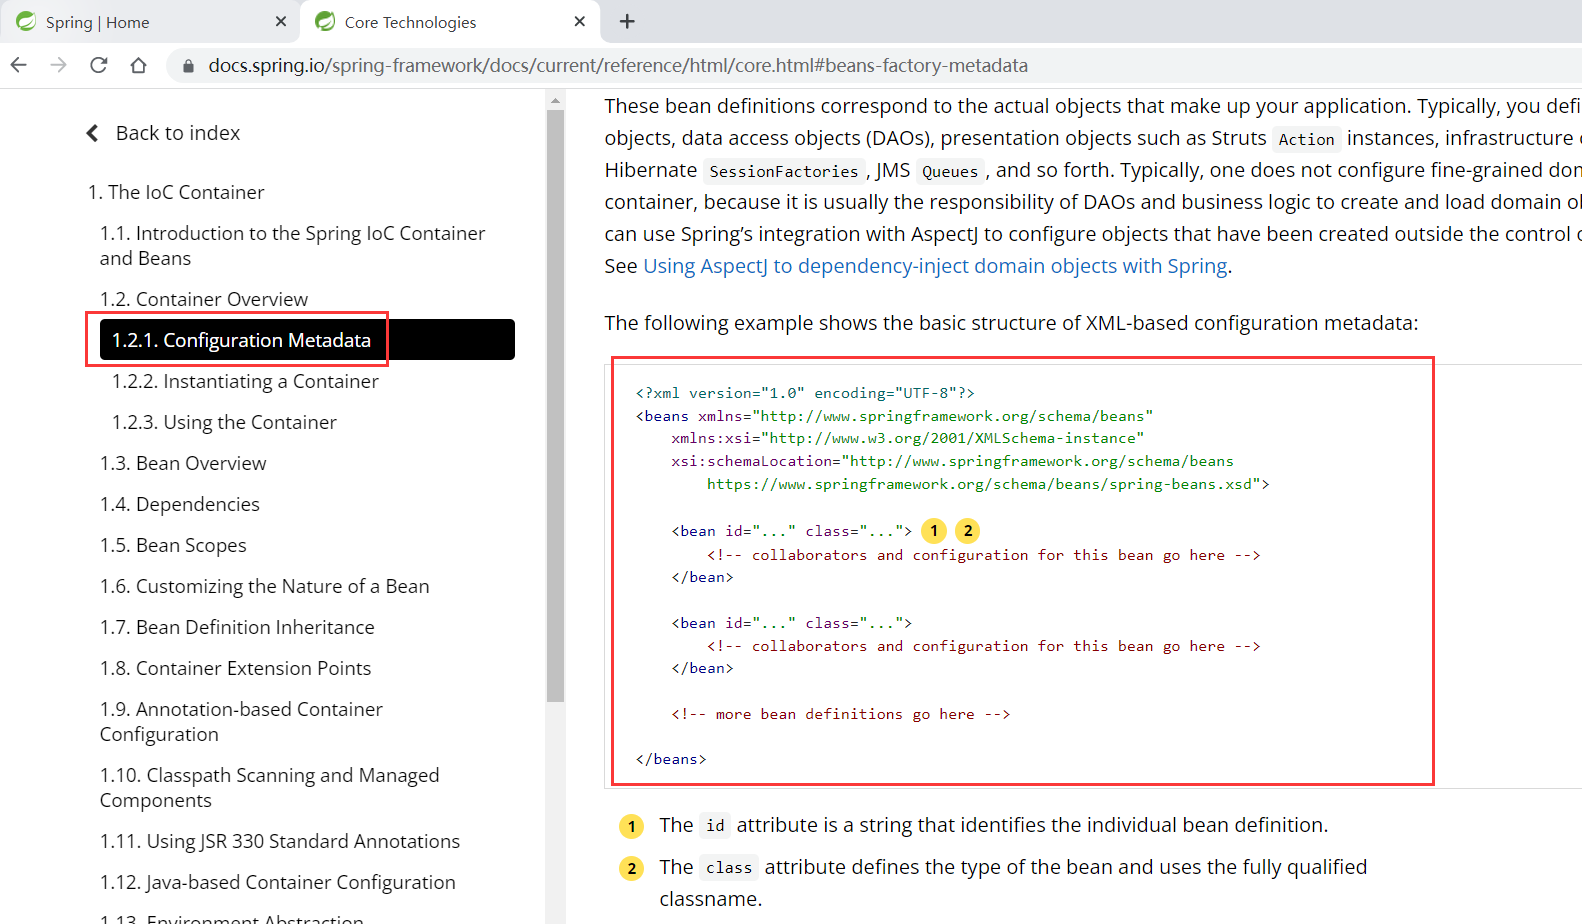 Spring | Home
Core Technologies
docs.spring.io/spring-framework/docs/current/reference/html/core.html#beans-factory-metadata
Back to index
1. The IoC Container
1.1. Introduction to the Spring IoC Container
and Beans
1.2. Container Overview
1.2.1. Configuration Metadata
1.2.2. Instantiating a Container
1.2.3. Using the Container
1.3. Bean Overview
1.4. Dependencies
1.5. Bean Scopes
1.6. Customizing the Nature of a Bean
1.7. Bean Definition Inheritance
1.8. Container Extension Points
1.9. Annotation-based Container
Configuration
1.10. Classpath Scanning and Managed
Components
1.11. Using JSR 330 Standard Annotations
1.12. Java-based Container Configuration
1.13. Environment Abstraction
These bean definitions correspond to the actual objects that make up your application. Typically, you defi
objects, data access objects (DAOs), presentation objects such as Struts Action instances, infrastructure
Hibernate SessionFactories, JMS Queues, and so forth. Typically, one does not configure fine-grained dom
container, because it is usually the responsibility of DAOs and business logic to create and load domain o
can use Spring's integration with AspectJ to configure objects that have been created outside the control
See Using AspectJ to dependency-inject domain objects with Spring.
The following example shows the basic structure of XML-based configuration metadata:
<?xml version="1.0" encoding="UTF-8"?>
<beans xmlns="http://www.springframework.org/schema/beans"
xmlns:xsi="http://www.w3.org/2001/XMLSchema-instance"
xsi:schemaLocation="http://www.springframework.org/schema/beans
https://www.springframework.org/schema/beans/spring-beans.xsd">
<bean id="..." class="..."> 1 2
<!-- collaborators and configuration for this bean go here -->
</bean>
<bean id="..." class="...">
<!-- collaborators and configuration for this bean go here -->
</bean>
<!-- more bean definitions go here -->
</beans>
1 The id attribute is a string that identifies the individual bean definition.
2 The class attribute defines the type of the bean and uses the fully qualified
classname.